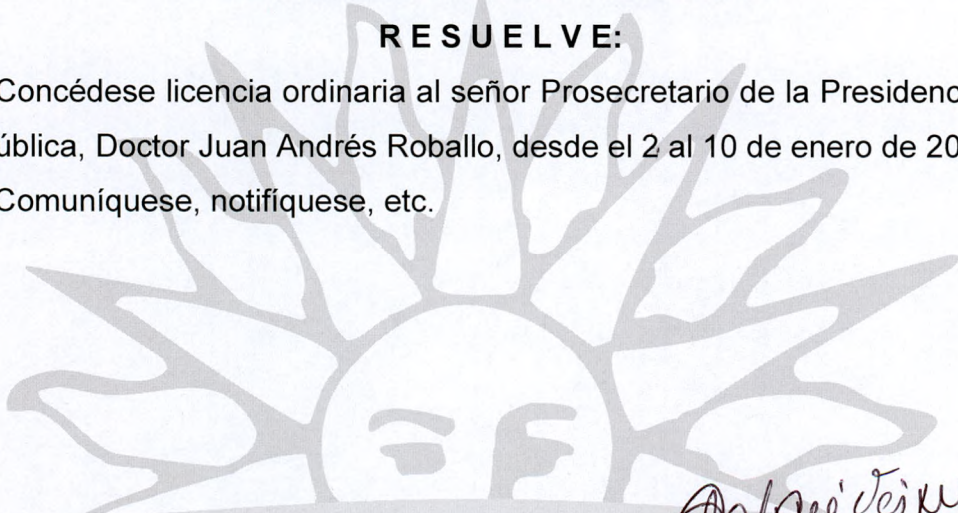 R E S U E L V E:
Concédese licencia ordinaria al señor Prosecretario de la Presidenc
ública, Doctor Juan Andrés Roballo, desde el 2 al 10 de enero de 20
Comuníquese, notifíquese, etc.